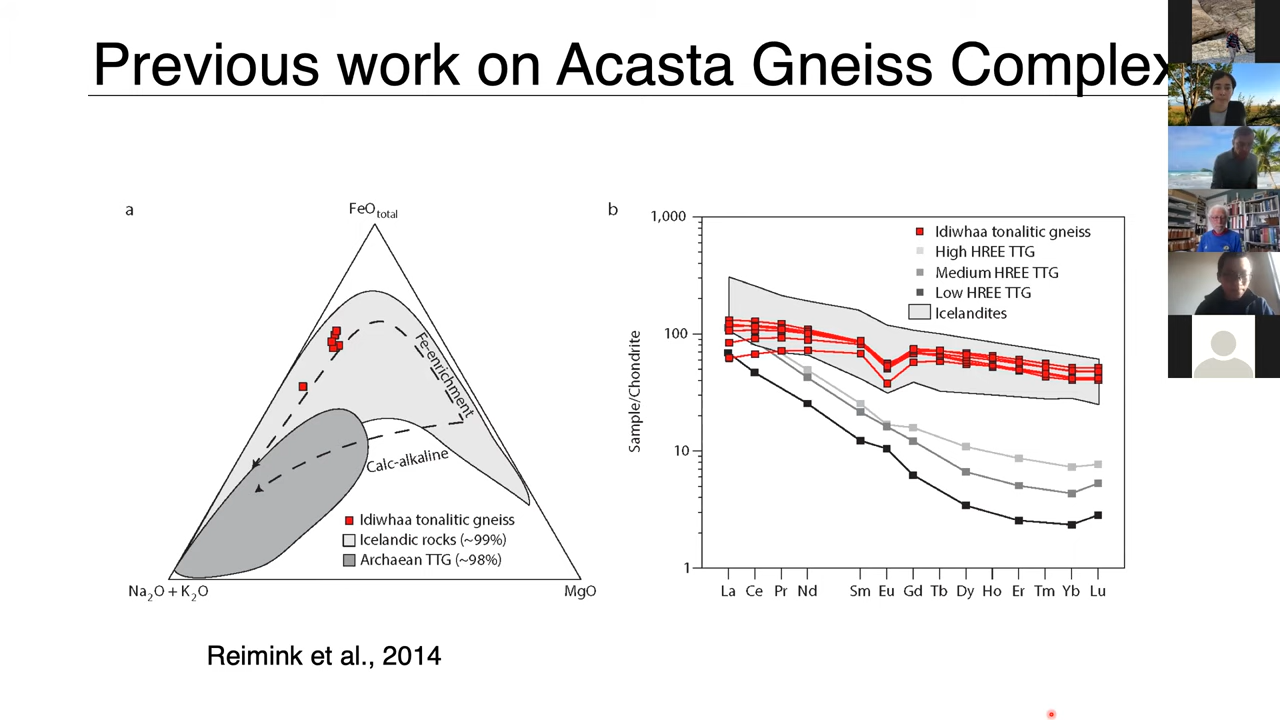 Previous work on Acasta Gneiss Complex
a
FeOtotal
Fe-enrichment
Calc-alkaline
Idiwhaa tonalitic gneiss
Icelandic rocks (~99%)
Archaean TTG (~98%)
Na2O + K2O
MgO
b
1,000
100
10
1
Sample/Chondrite
Idiwhaa tonalitic gneiss
High HREE TTG
Medium HREE TTG
Low HREE TTG
Icelandites
La Ce Pr Nd Sm Eu Gd Tb Dy Ho Er Tm Yb Lu
Reimink et al., 2014